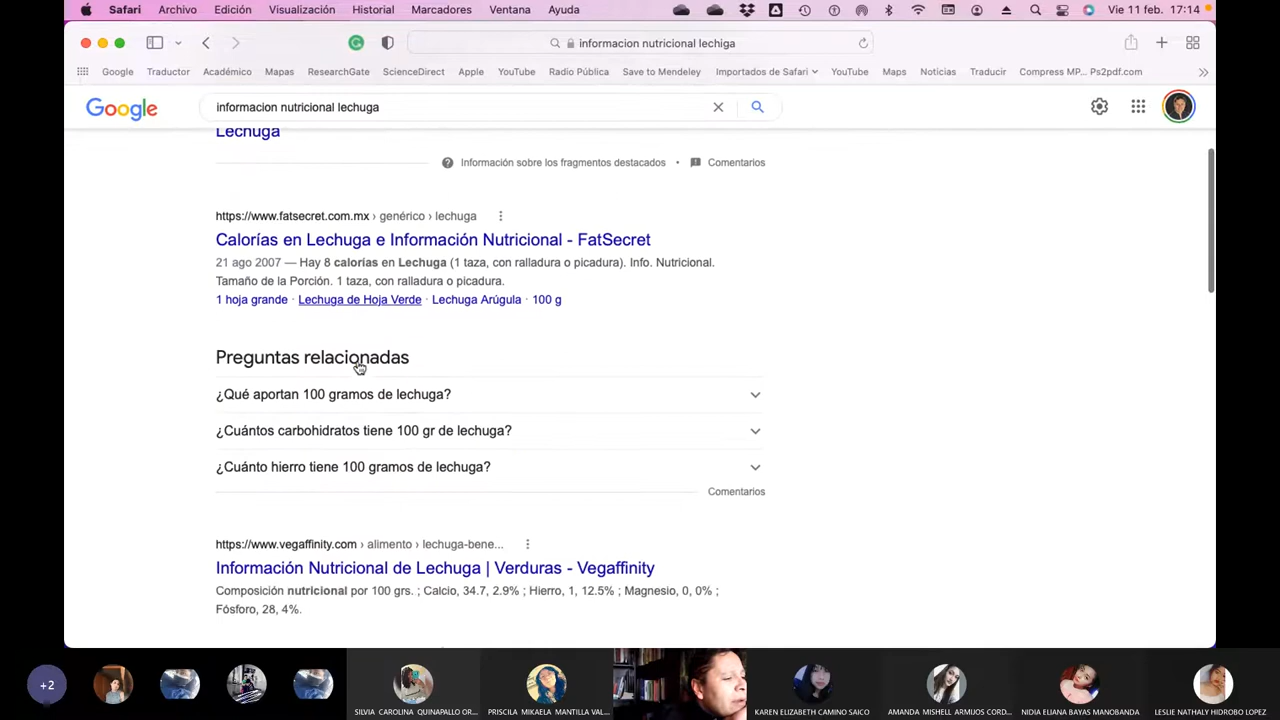 Safari Archivo Edición Visualización Historial Marcadores Ventana Ayuda Vie 11 feb. 17:14
informacion nutricional lechiga
Google Traductor Académico Mapas ResearchGate ScienceDirect Apple YouTube Radio Pública Save to Mendeley Importados de Safari YouTube Maps Noticias Traducir Compress MP... Ps2pdf.com
Google informacion nutricional lechuga
Lechuga
Información sobre los fragmentos destacados • Comentarios
https://www.fatsecret.com.mx › genérico › lechuga
Calorías en Lechuga e Información Nutricional - FatSecret
21 ago 2007 — Hay 8 calorías en Lechuga (1 taza, con ralladura o picadura). Info. Nutricional.
Tamaño de la Porción. 1 taza, con ralladura o picadura.
1 hoja grande · Lechuga de Hoja Verde · Lechuga Arúgula · 100 g
Preguntas relacionadas
¿Qué aportan 100 gramos de lechuga?
¿Cuántos carbohidratos tiene 100 gr de lechuga?
¿Cuánto hierro tiene 100 gramos de lechuga?
Comentarios
https://www.vegaffinity.com › alimento › lechuga-bene...
Información Nutricional de Lechuga | Verduras - Vegaffinity
Composición nutricional por 100 grs. ; Calcio, 34.7, 2.9% ; Hierro, 1, 12.5% ; Magnesio, 0, 0% ;
Fósforo, 28, 4%.
+2
SILVIA CAROLINA QUINAPALLO OR... PRISCILA MIKAELA MANTILLA VAL... KAREN ELIZABETH CAMINO SAICO AMANDA MISHELL ARMIJOS CORD... NIDIA ELIANA BAYAS MANOBANDA LESLIE NATHALY HIDROBO LOPEZ